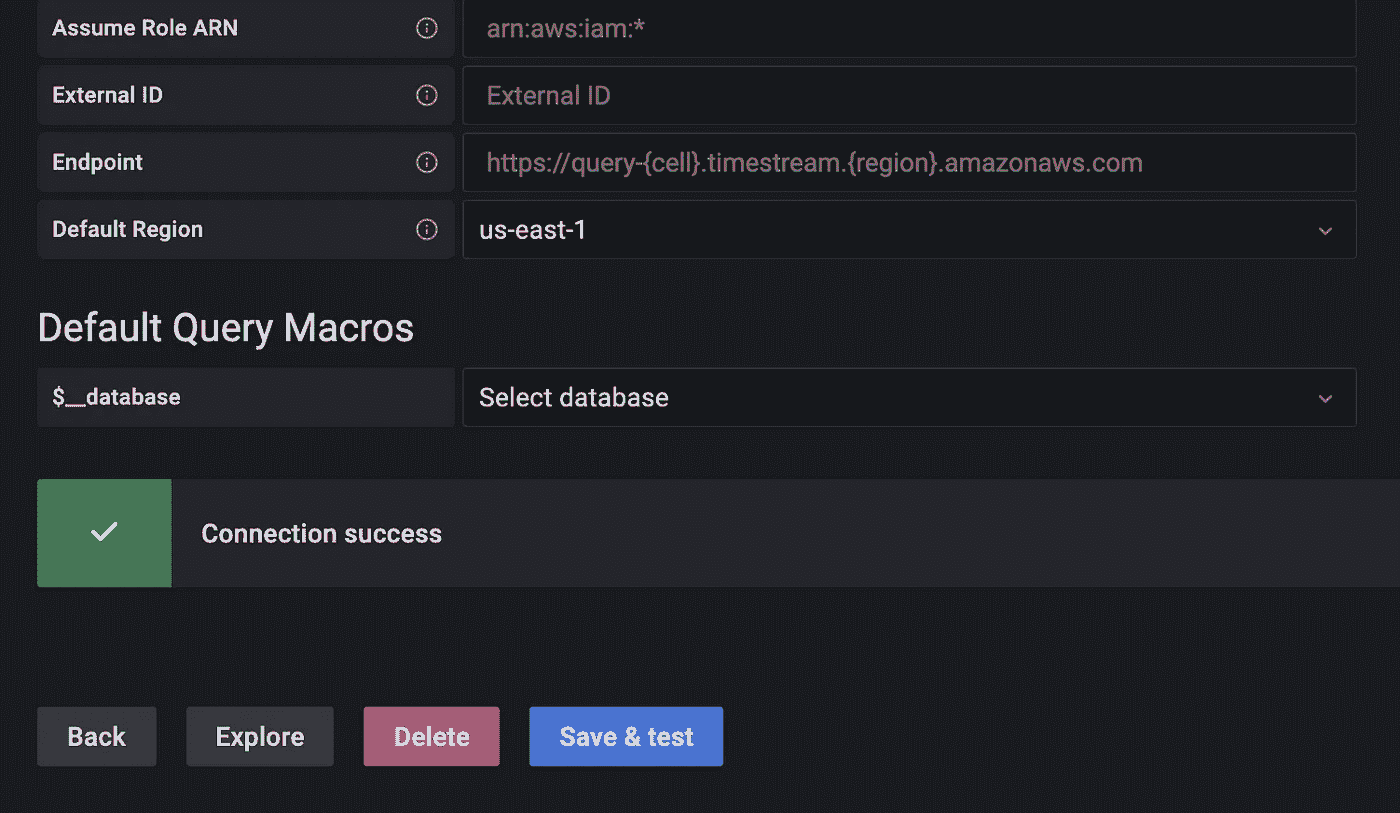 Assume Role ARN arn:aws:iam:*
External ID External ID
Endpoint https://query-{cell}.timestream.{region}.amazonaws.com
Default Region us-east-1
Default Query Macros
$__database Select database
Connection success
Back Explore Delete Save & test